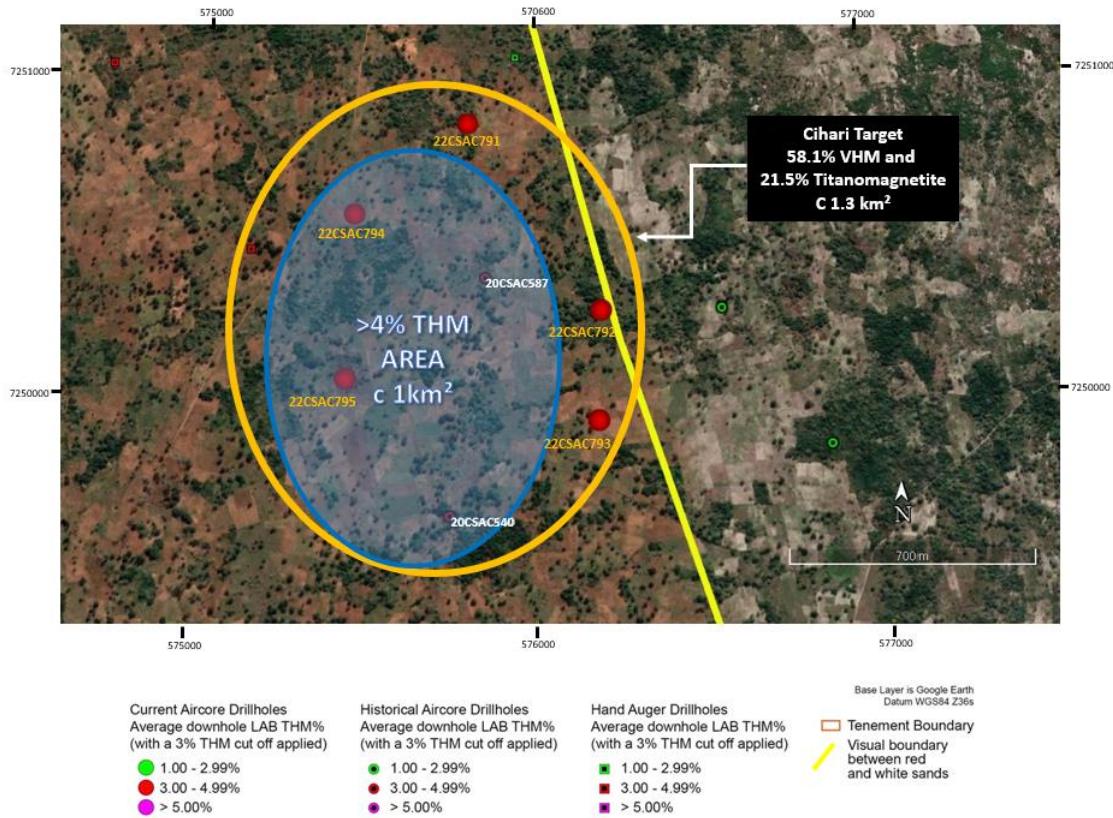 575000
570600
577000
7251000
7251000
22CSAC791
Cihari Target
58.1% VHM and
21.5% Titanomagnetite
C 1.3 km²
22CSAC794
20CSAC587
22CSAC792
>4% THM
AREA
c 1km²
7250000
7250000
22CSAC795
22CSAC793
20CSAC540
N
700 m
575000
576000
577000
Base Layer is Google Earth
Datum WGS84 Z36s
Current Aircore Drillholes
Average downhole LAB THM%
(with a 3% THM cut off applied)
1.00 - 2.99%
3.00 - 4.99%
> 5.00%
Historical Aircore Drillholes
Average downhole LAB THM%
(with a 3% THM cut off applied)
1.00 - 2.99%
3.00 - 4.99%
> 5.00%
Hand Auger Drillholes
Average downhole LAB THM%
(with a 3% THM cut off applied)
1.00 - 2.99%
3.00 - 4.99%
> 5.00%
Tenement Boundary
Visual boundary
between red
and white sands